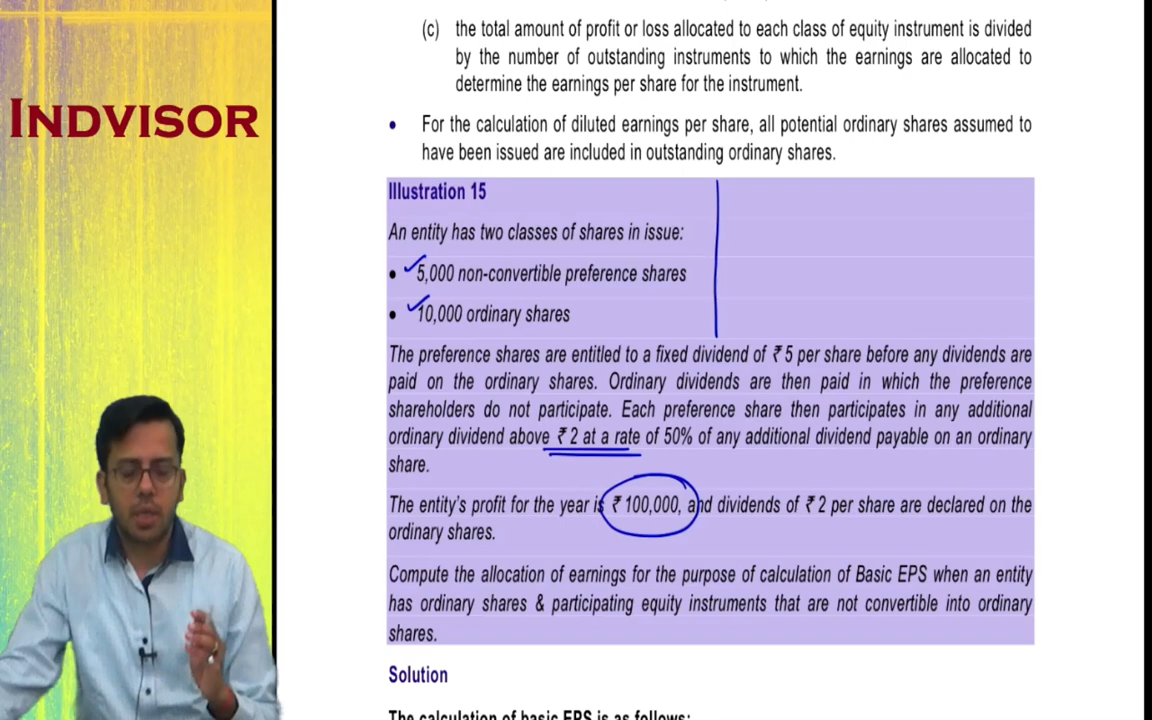 INDVISOR
(c) the total amount of profit or loss allocated to each class of equity instrument is divided
by the number of outstanding instruments to which the earnings are allocated to
determine the earnings per share for the instrument.
• For the calculation of diluted earnings per share, all potential ordinary shares assumed to
have been issued are included in outstanding ordinary shares.
Illustration 15
An entity has two classes of shares in issue:
• 5,000 non-convertible preference shares
• 10,000 ordinary shares
The preference shares are entitled to a fixed dividend of ₹ 5 per share before any dividends are
paid on the ordinary shares. Ordinary dividends are then paid in which the preference
shareholders do not participate. Each preference share then participates in any additional
ordinary dividend above ₹ 2 at a rate of 50% of any additional dividend payable on an ordinary
share.
The entity's profit for the year is ₹ 100,000, and dividends of ₹ 2 per share are declared on the
ordinary shares.
Compute the allocation of earnings for the purpose of calculation of Basic EPS when an entity
has ordinary shares & participating equity instruments that are not convertible into ordinary
shares.
Solution
The calculation of basic EPS is as follows: